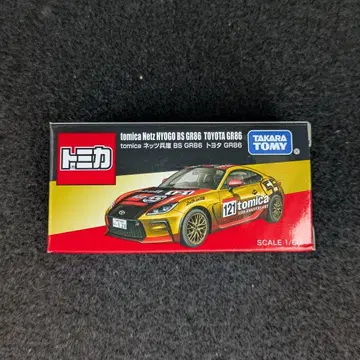 tomica Netz HYOGO BS GR86 TOYOTA GR86
tomica ネッツ兵庫 BS GR86 トヨタ GR86
トミカ
TAKARA
TOMY
121
tomica
SCALE 1/60